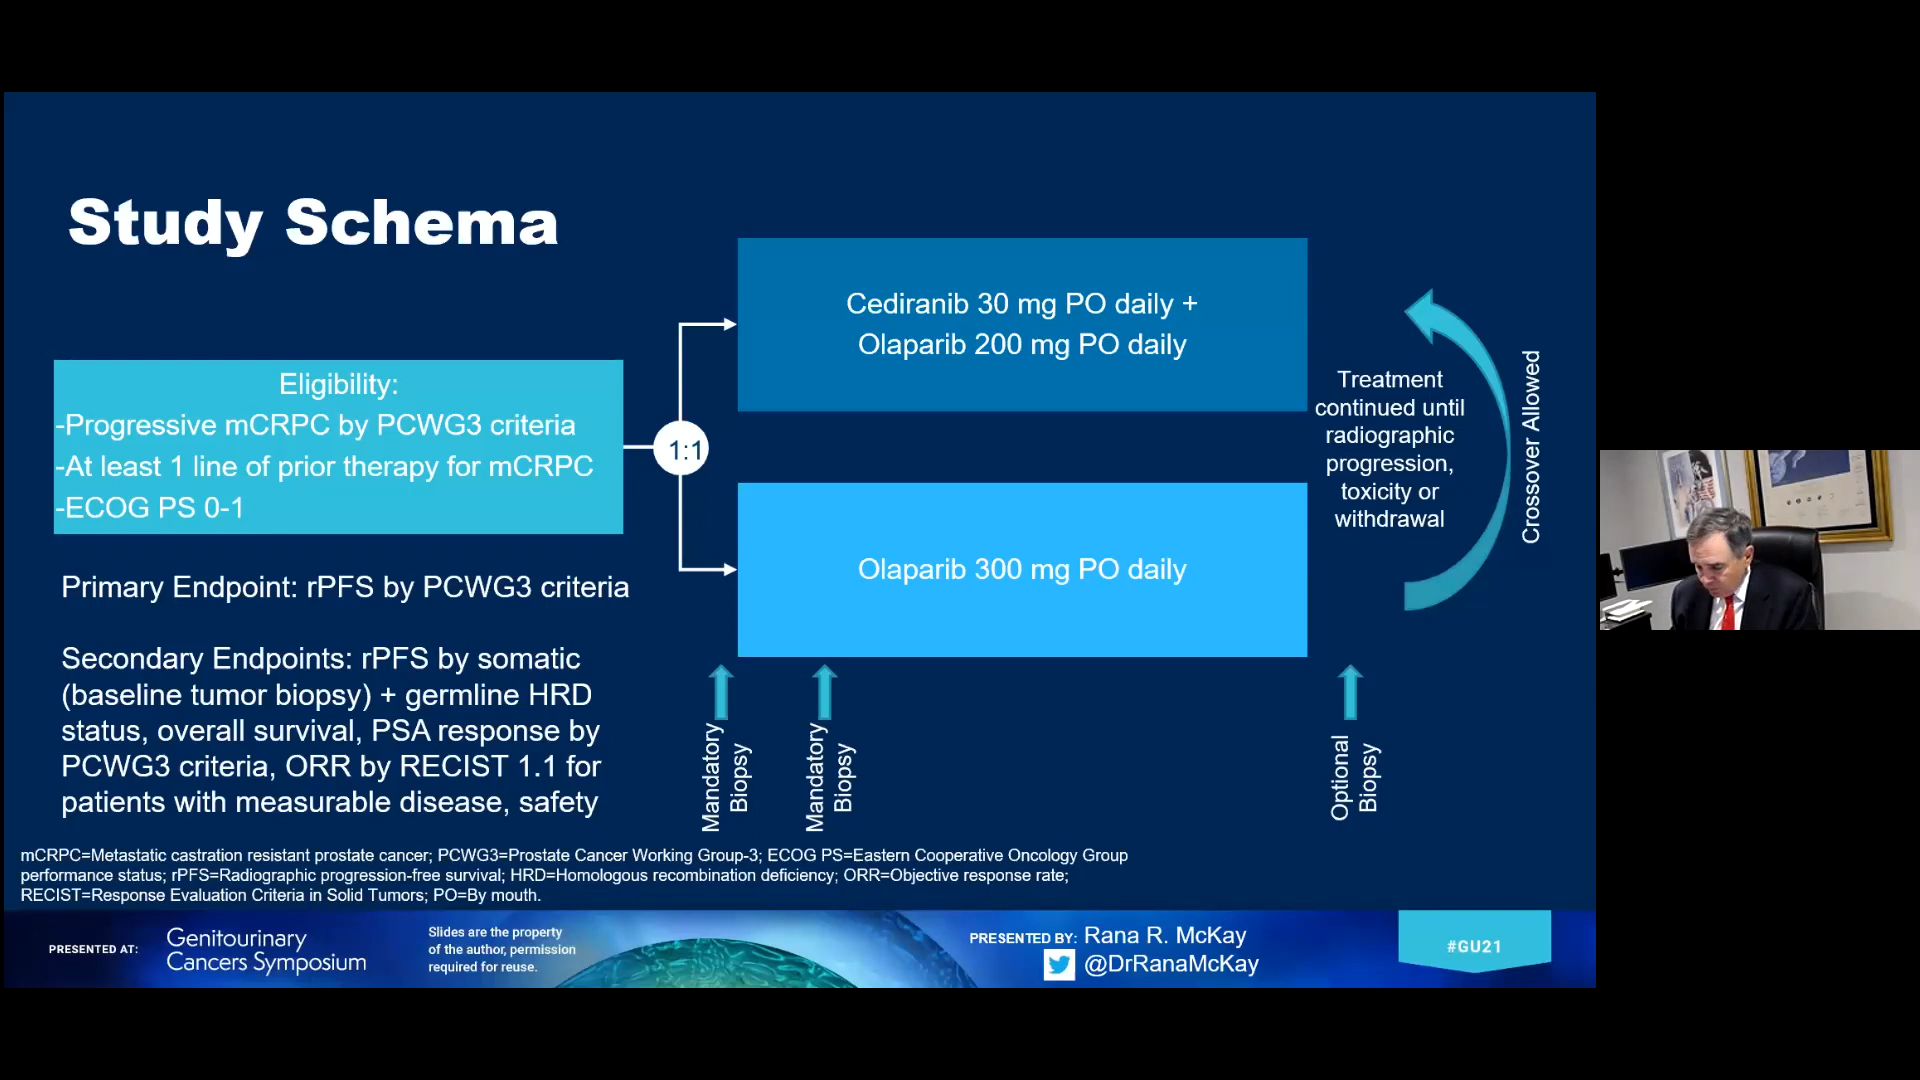 Study Schema
Eligibility:
-Progressive mCRPC by PCWG3 criteria
-At least 1 line of prior therapy for mCRPC
-ECOG PS 0-1
1:1
Cediranib 30 mg PO daily +
Olaparib 200 mg PO daily
Olaparib 300 mg PO daily
Treatment
continued until
radiographic
progression,
toxicity or
withdrawal
Crossover Allowed
Primary Endpoint: rPFS by PCWG3 criteria
Secondary Endpoints: rPFS by somatic
(baseline tumor biopsy) + germline HRD
status, overall survival, PSA response by
PCWG3 criteria, ORR by RECIST 1.1 for
patients with measurable disease, safety
Mandatory
Biopsy
Mandatory
Biopsy
Optional
Biopsy
mCRPC=Metastatic castration resistant prostate cancer; PCWG3=Prostate Cancer Working Group-3; ECOG PS=Eastern Cooperative Oncology Group
performance status; rPFS=Radiographic progression-free survival; HRD=Homologous recombination deficiency; ORR=Objective response rate;
RECIST=Response Evaluation Criteria in Solid Tumors; PO=By mouth.
PRESENTED AT:
Genitourinary
Cancers Symposium
Slides are the property
of the author, permission
required for reuse.
PRESENTED BY: Rana R. McKay
@DrRanaMcKay
#GU21